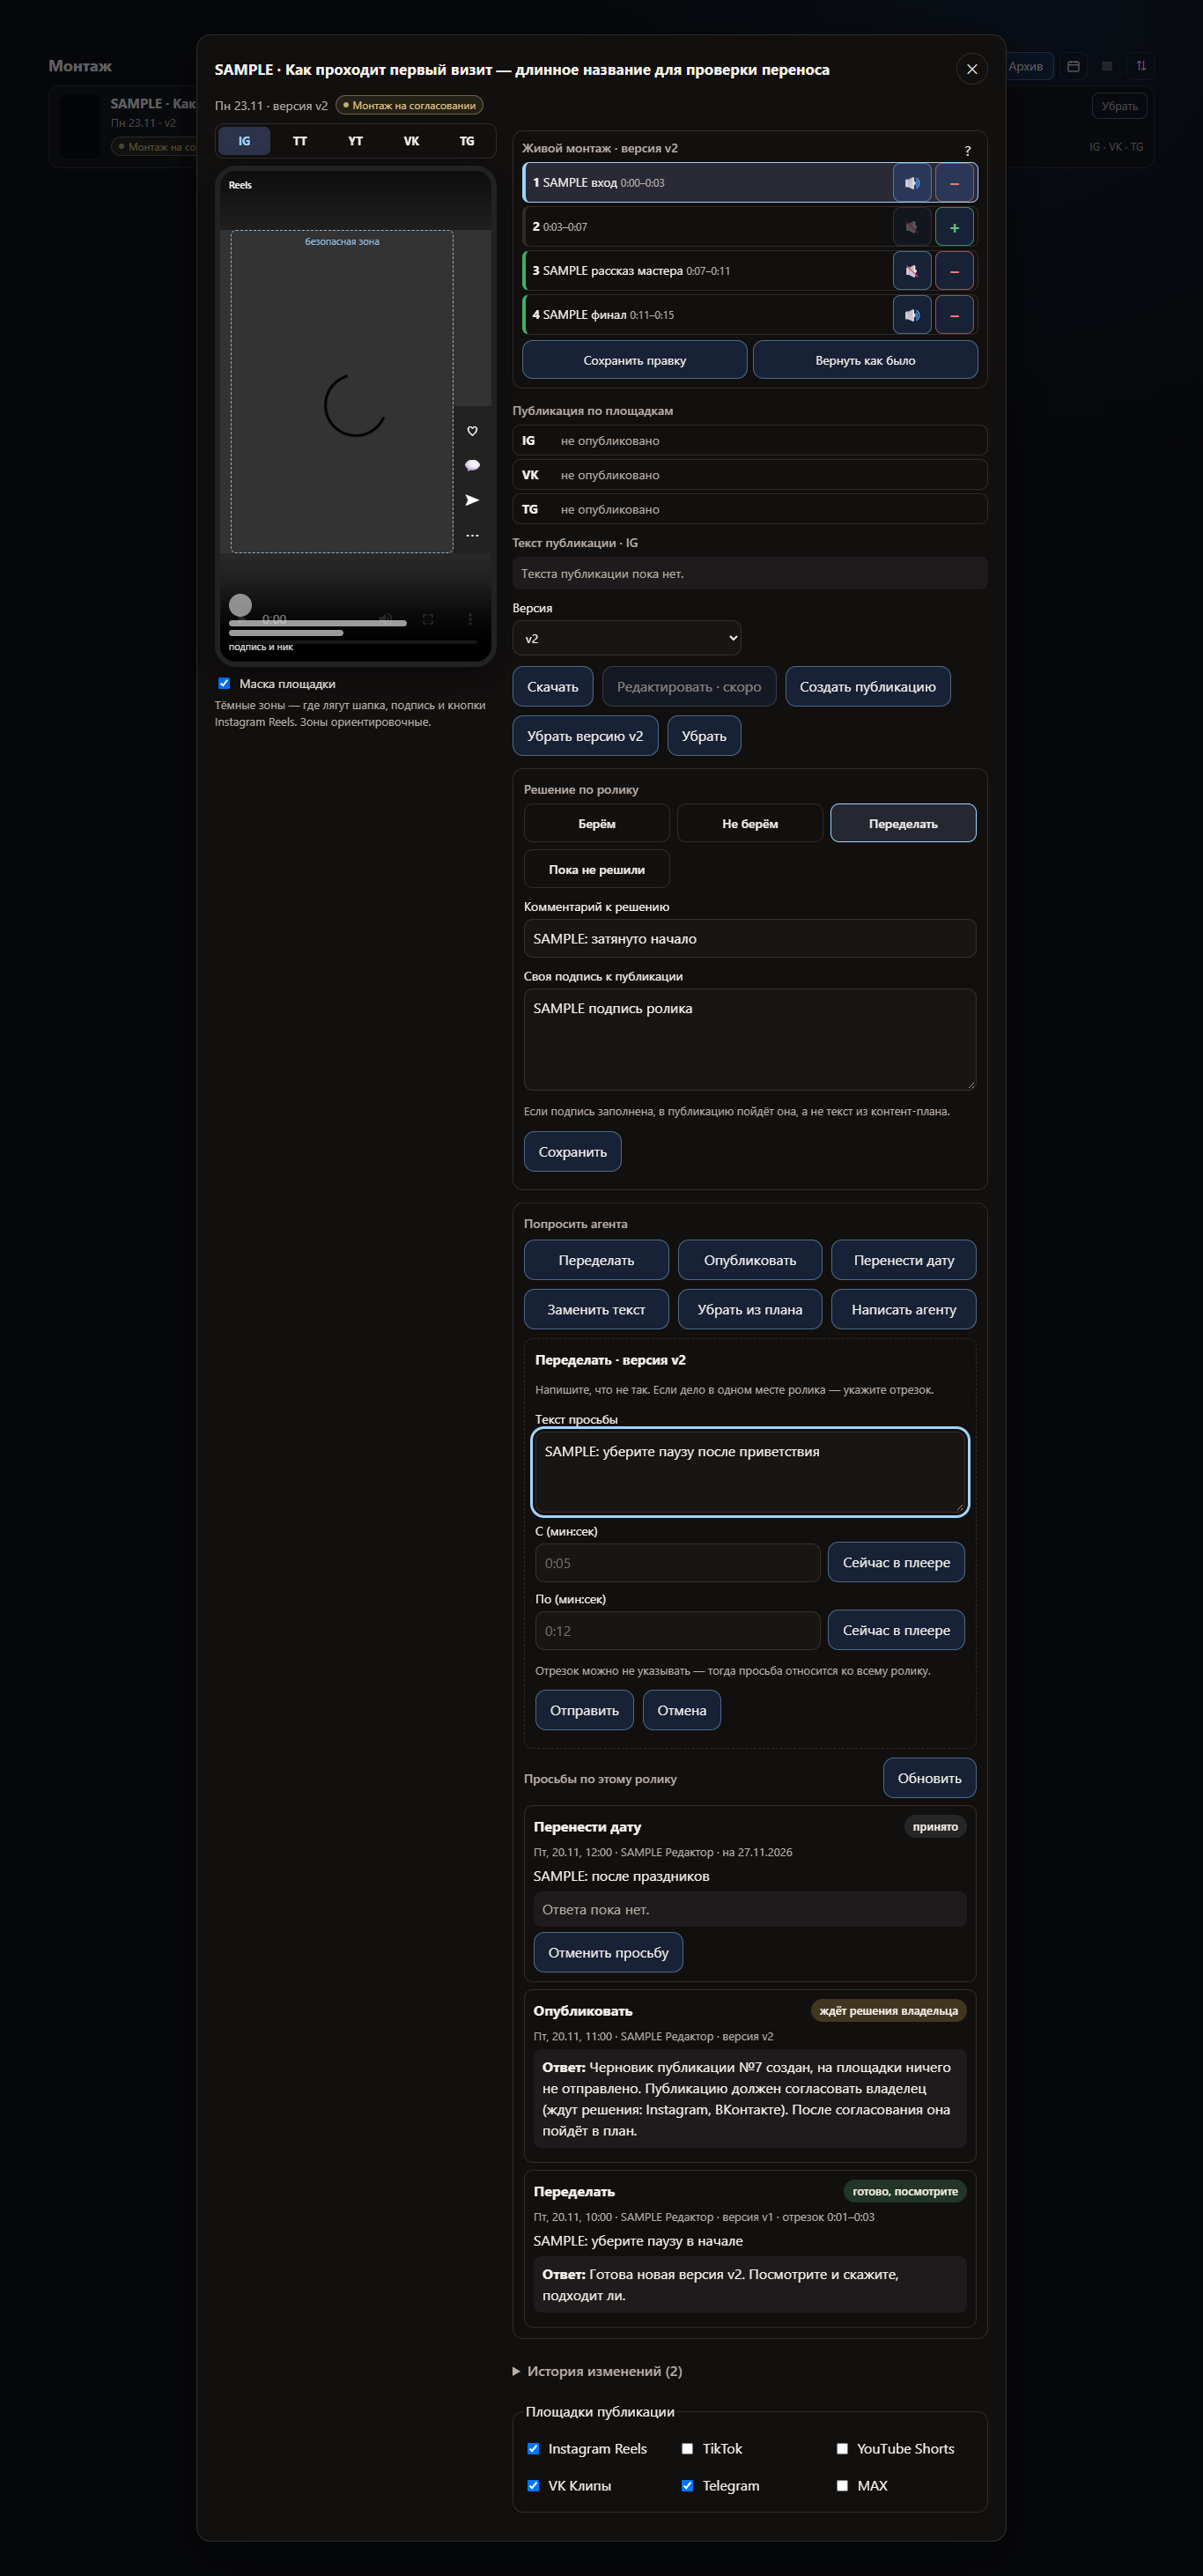 Монтаж
Архив
SAMPLE · Как
Пн 23.11 · v2
Монтаж на со
Убрать
IG · VK · TG
SAMPLE · Как проходит первый визит — длинное название для проверки переноса
Пн 23.11 · версия v2 Монтаж на согласовании
IG TT YT VK TG
Reels
безопасная зона
0:00
подпись и ник
Маска площадки
Тёмные зоны — где лягут шапка, подпись и кнопки
Instagram Reels. Зоны ориентировочные.
Живой монтаж · версия v2 ?
1 SAMPLE вход 0:00–0:03 −
2 0:03–0:07 +
3 SAMPLE рассказ мастера 0:07–0:11 −
4 SAMPLE финал 0:11–0:15 −
Сохранить правку Вернуть как было
Публикация по площадкам
IG не опубликовано
VK не опубликовано
TG не опубликовано
Текст публикации · IG
Текста публикации пока нет.
Версия
v2
Скачать Редактировать · скоро Создать публикацию
Убрать версию v2 Убрать
Решение по ролику
Берём Не берём Переделать
Пока не решили
Комментарий к решению
SAMPLE: затянуто начало
Своя подпись к публикации
SAMPLE подпись ролика
Если подпись заполнена, в публикацию пойдёт она, а не текст из контент-плана.
Сохранить
Попросить агента
Переделать Опубликовать Перенести дату
Заменить текст Убрать из плана Написать агенту
Переделать · версия v2
Напишите, что не так. Если дело в одном месте ролика — укажите отрезок.
Текст просьбы
SAMPLE: уберите паузу после приветствия
С (мин:сек)
0:05 Сейчас в плеере
По (мин:сек)
0:12 Сейчас в плеере
Отрезок можно не указывать — тогда просьба относится ко всему ролику.
Отправить Отмена
Просьбы по этому ролику Обновить
Перенести дату принято
Пт, 20.11, 12:00 · SAMPLE Редактор · на 27.11.2026
SAMPLE: после праздников
Ответа пока нет.
Отменить просьбу
Опубликовать ждёт решения владельца
Пт, 20.11, 11:00 · SAMPLE Редактор · версия v2
Ответ: Черновик публикации №7 создан, на площадки ничего
не отправлено. Публикацию должен согласовать владелец
(ждут решения: Instagram, ВКонтакте). После согласования она
пойдёт в план.
Переделать готово, посмотрите
Пт, 20.11, 10:00 · SAMPLE Редактор · версия v1 · отрезок 0:01–0:03
SAMPLE: уберите паузу в начале
Ответ: Готова новая версия v2. Посмотрите и скажите,
подходит ли.
История изменений (2)
Площадки публикации
Instagram Reels TikTok YouTube Shorts
VK Клипы Telegram MAX